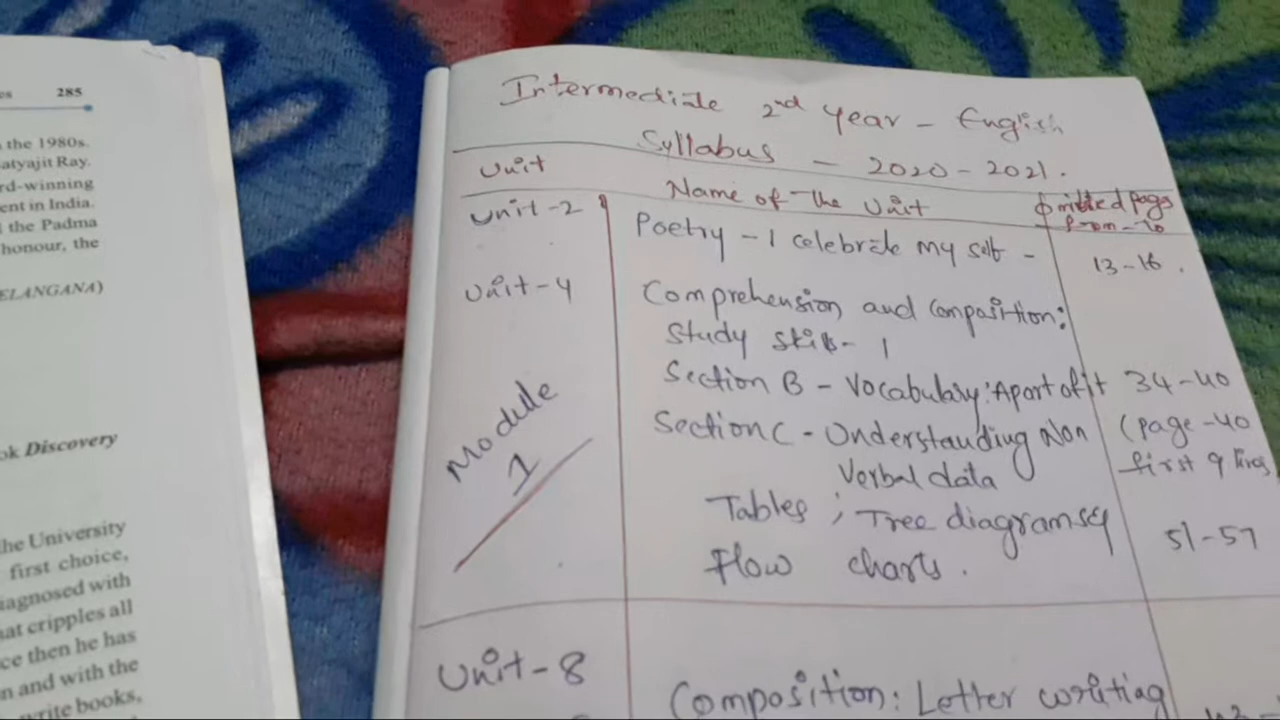 285
the 1980s.
atyajit Ray.
rd-winning
ent in India.
the Padma
honour, the
ELANGANA)
ok Discovery
he University
first choice,
iagnosed with
at cripples all
ce then he has
n and with the
write books,
Intermediate 2nd Year - English
Syllabus - 2020-2021.
Unit Name of The Unit Omitted pages
from - to
Unit-2 Poetry - I celebrate my self - 13-16.
Unit-4 Comprehension and Composition:
Study skills - 1
Section B - Vocabulary: A part of it 34-40
Section C - Understanding Non (page-40
Verbal data first 9 lines
Tables ; Tree diagrams 51-57
Flow charts.
Module
1
Unit-8 Composition: Letter writing